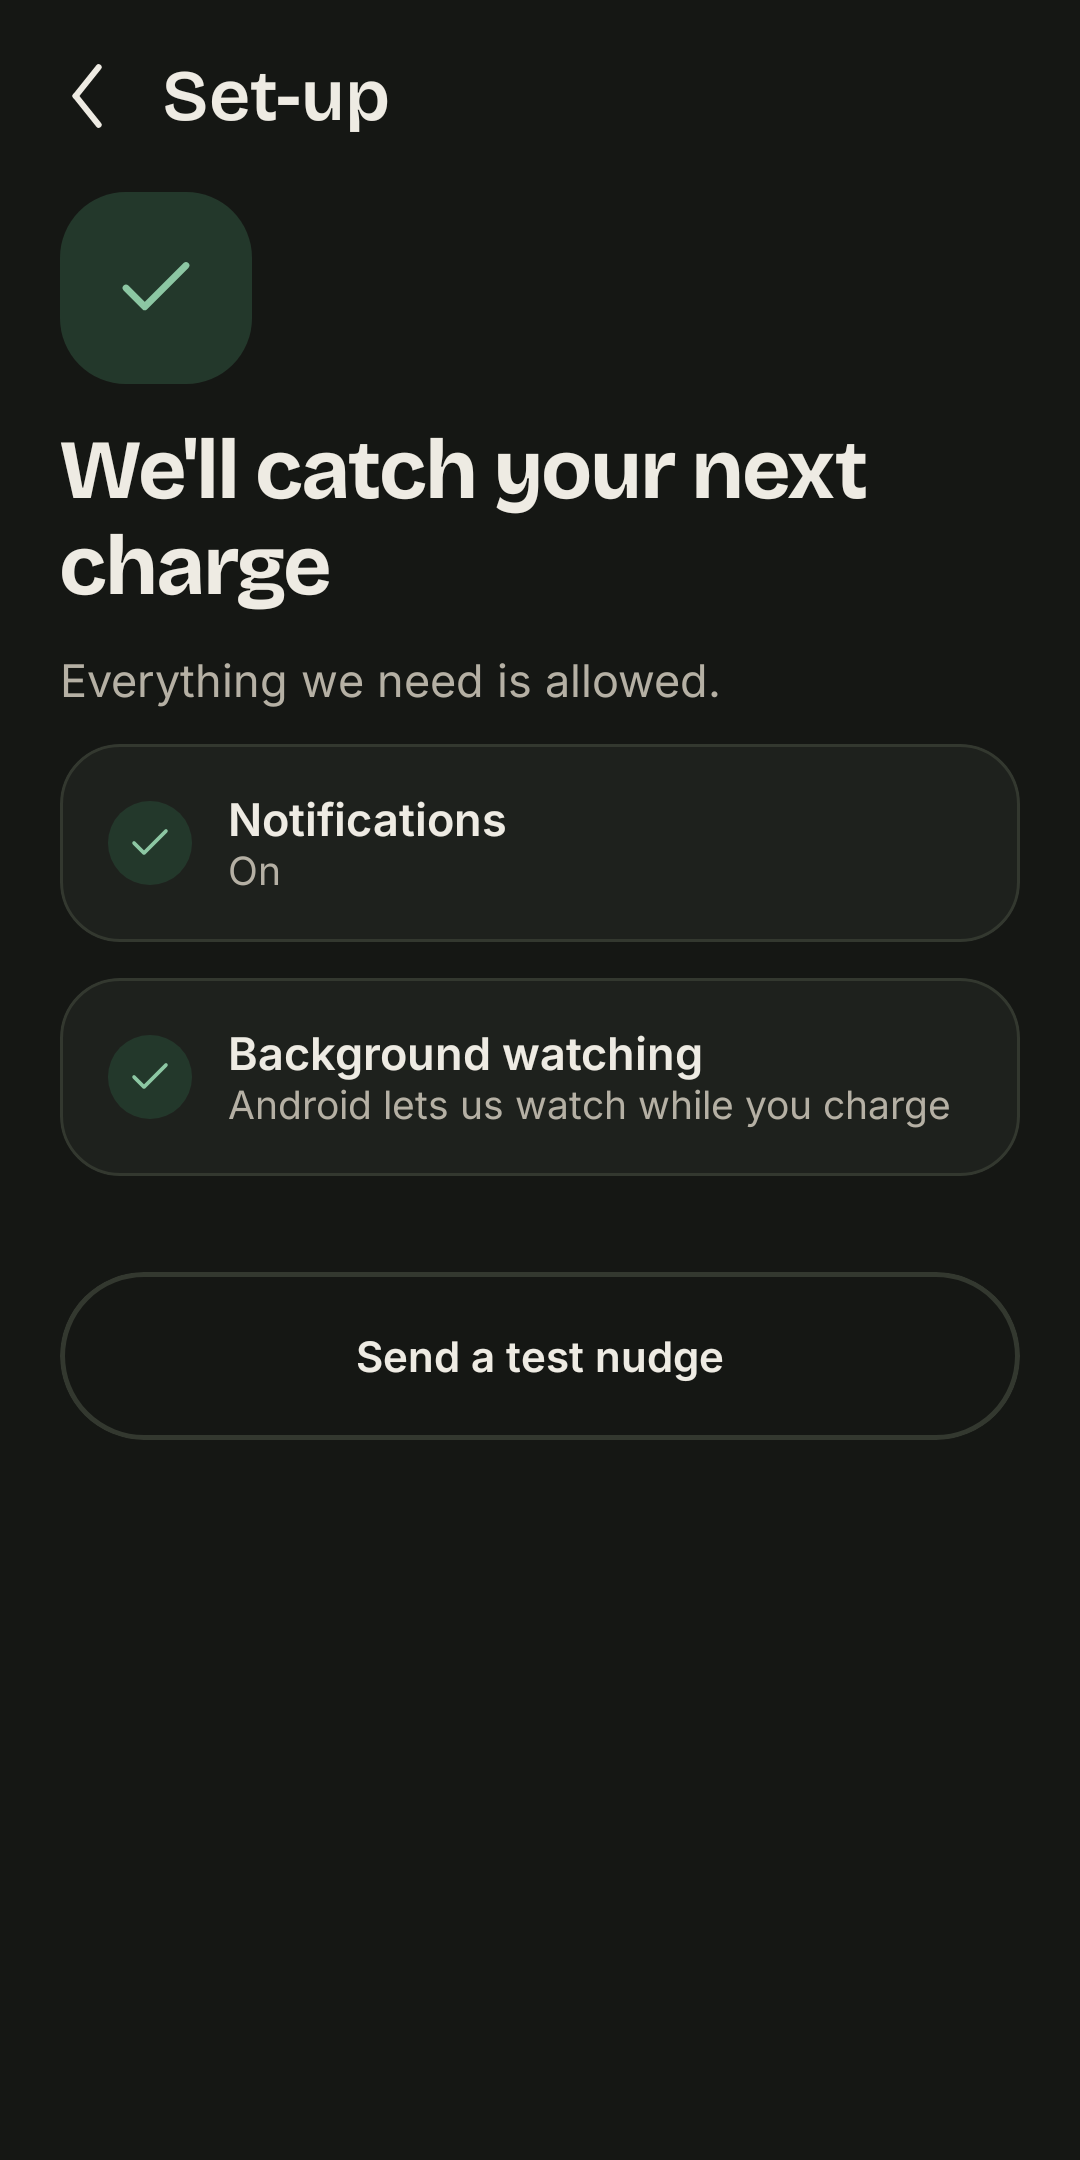 Set-up
We'll catch your next
charge
Everything we need is allowed.
Notifications
On
Background watching
Android lets us watch while you charge
Send a test nudge